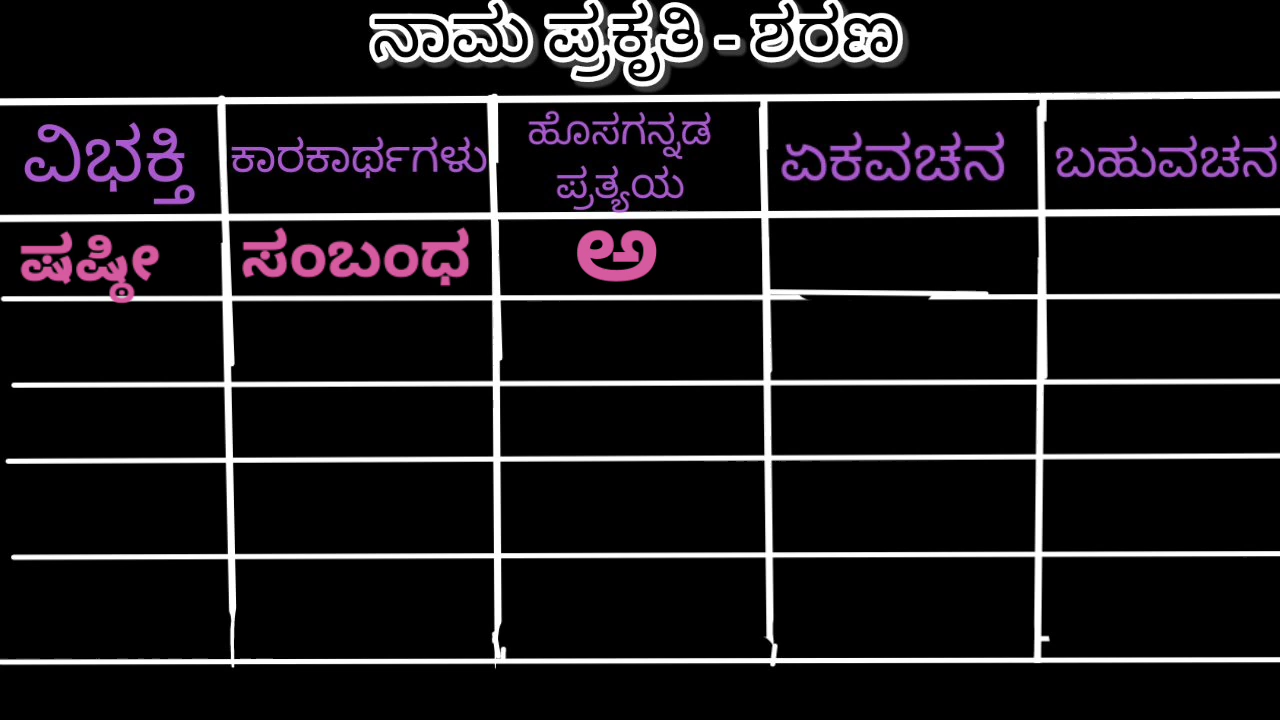 ನಾಮ ಪ್ರಕೃತಿ - ಶರಣ
ವಿಭಕ್ತಿ ಕಾರಕಾರ್ಥಗಳು ಹೊಸಗನ್ನಡ ಪ್ರತ್ಯಯ ಏಕವಚನ ಬಹುವಚನ
ಷಷ್ಠೀ ಸಂಬಂಧ ಅ